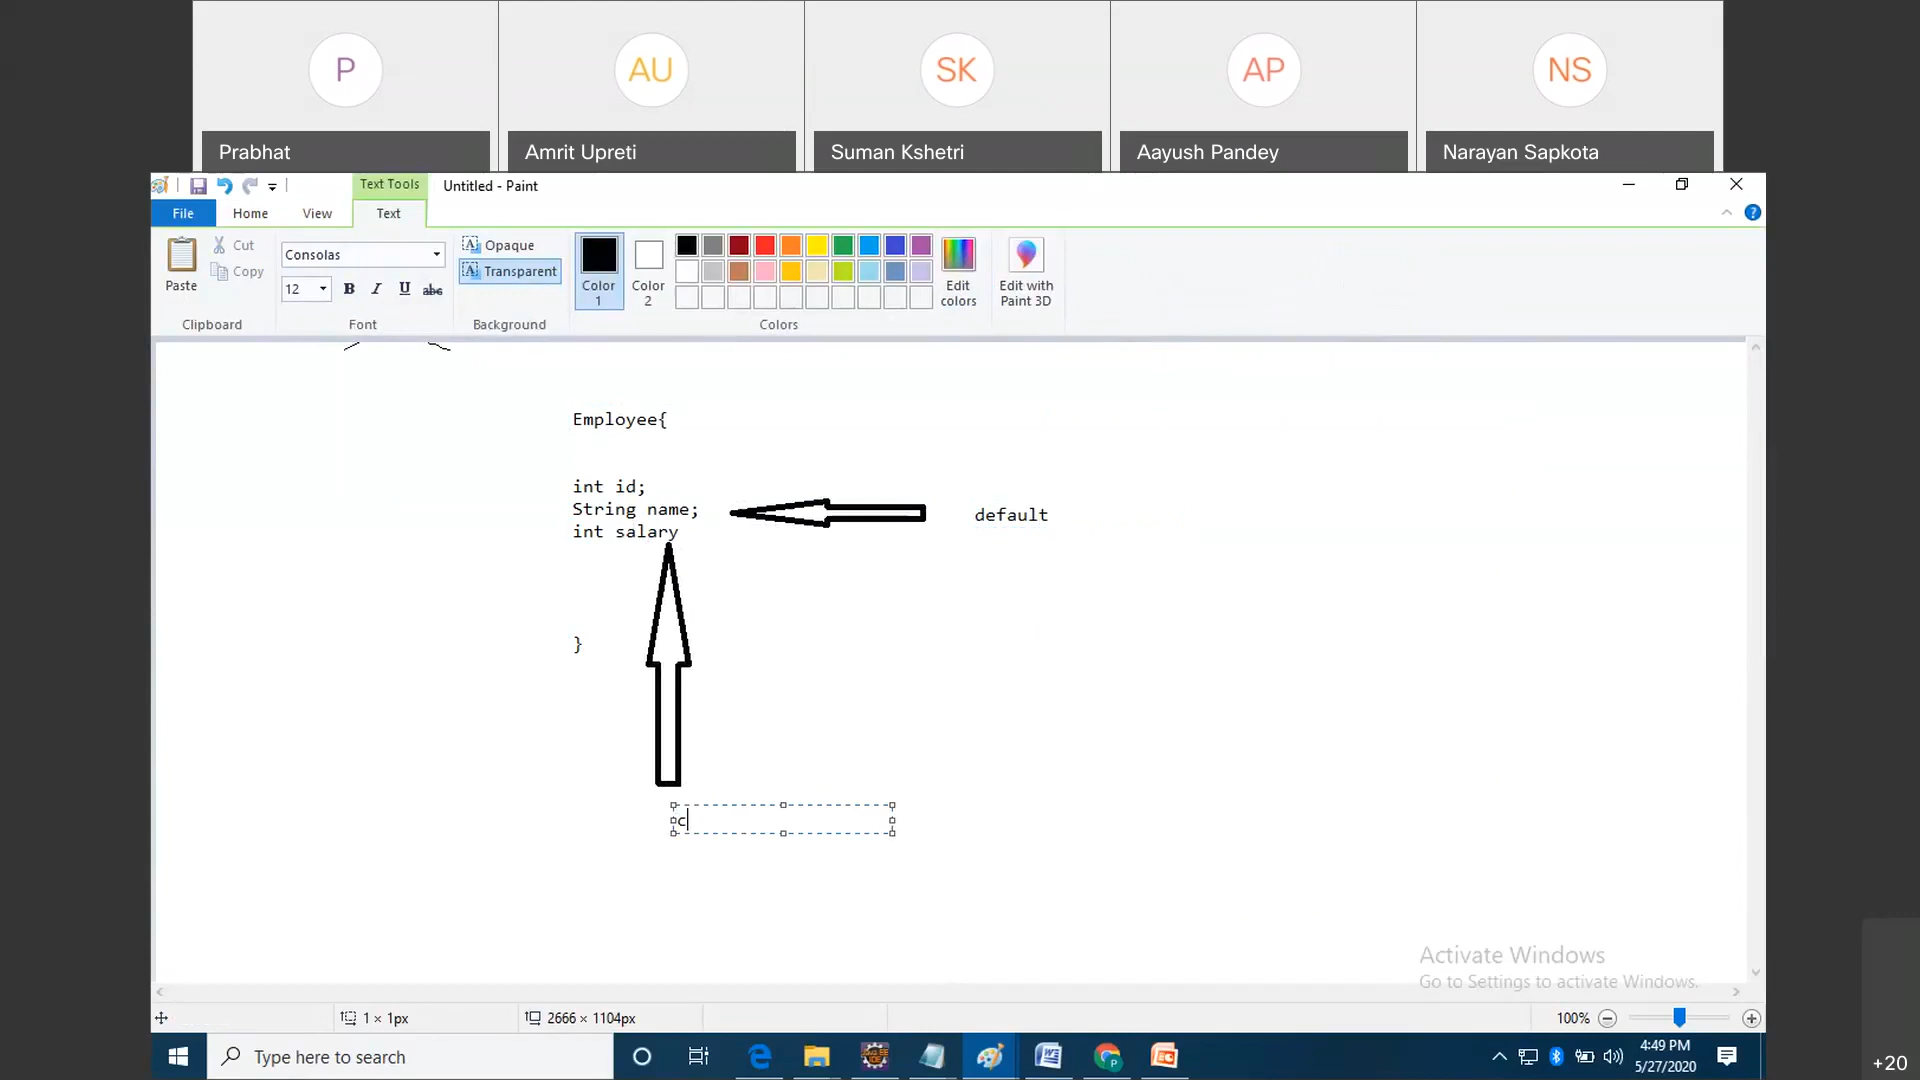 P
AU
SK
AP
NS
Prabhat
Amrit Upreti
Suman Kshetri
Aayush Pandey
Narayan Sapkota
Text Tools
Untitled - Paint
File
Home
View
Text
Paste
Cut
Copy
Clipboard
Consolas
12
B
I
U
abc
Font
Opaque
Transparent
Background
Color
1
Color
2
Colors
Edit
colors
Edit with
Paint 3D
Employee{
int id;
String name;
int salary
default
}
c
Activate Windows
Go to Settings to activate Windows.
1 × 1px
2666 × 1104px
100%
Type here to search
4:49 PM
5/27/2020
+20